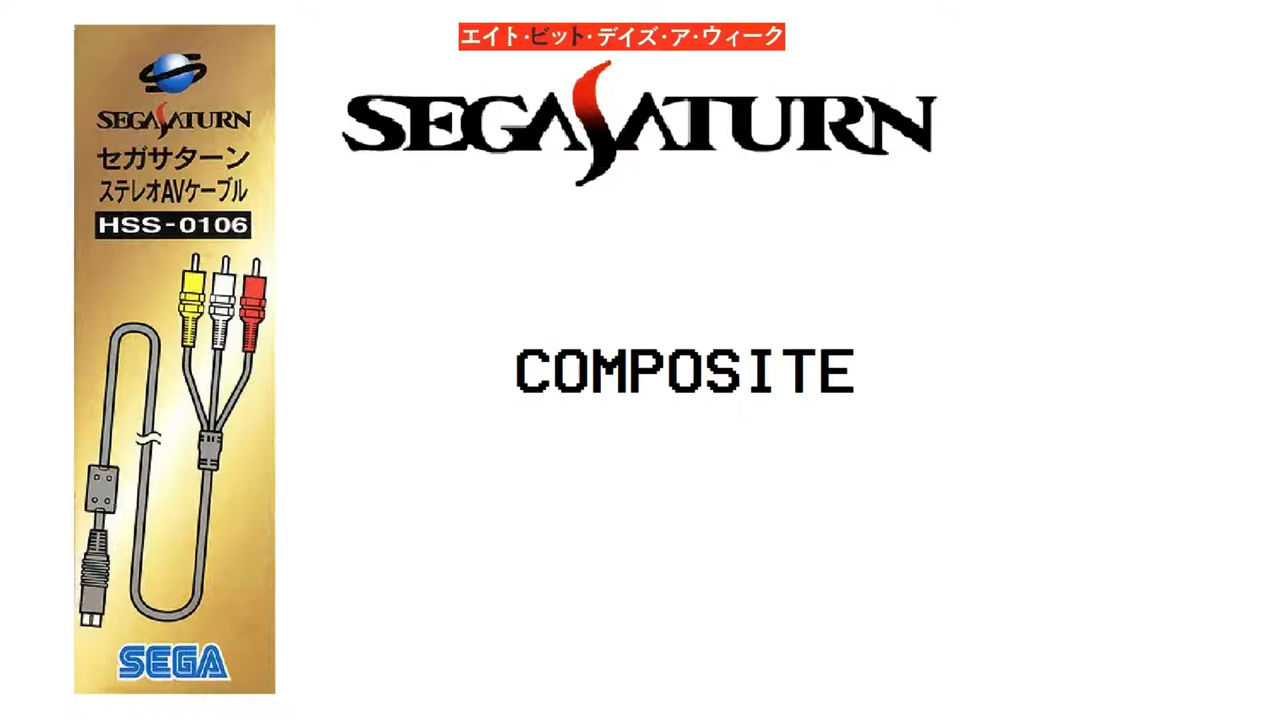 エイト・ビット・デイズ・ア・ウィーク
SEGA SATURN
SEGA SATURN
セガサターン
ステレオAVケーブル
HSS-0106
COMPOSITE
SEGA